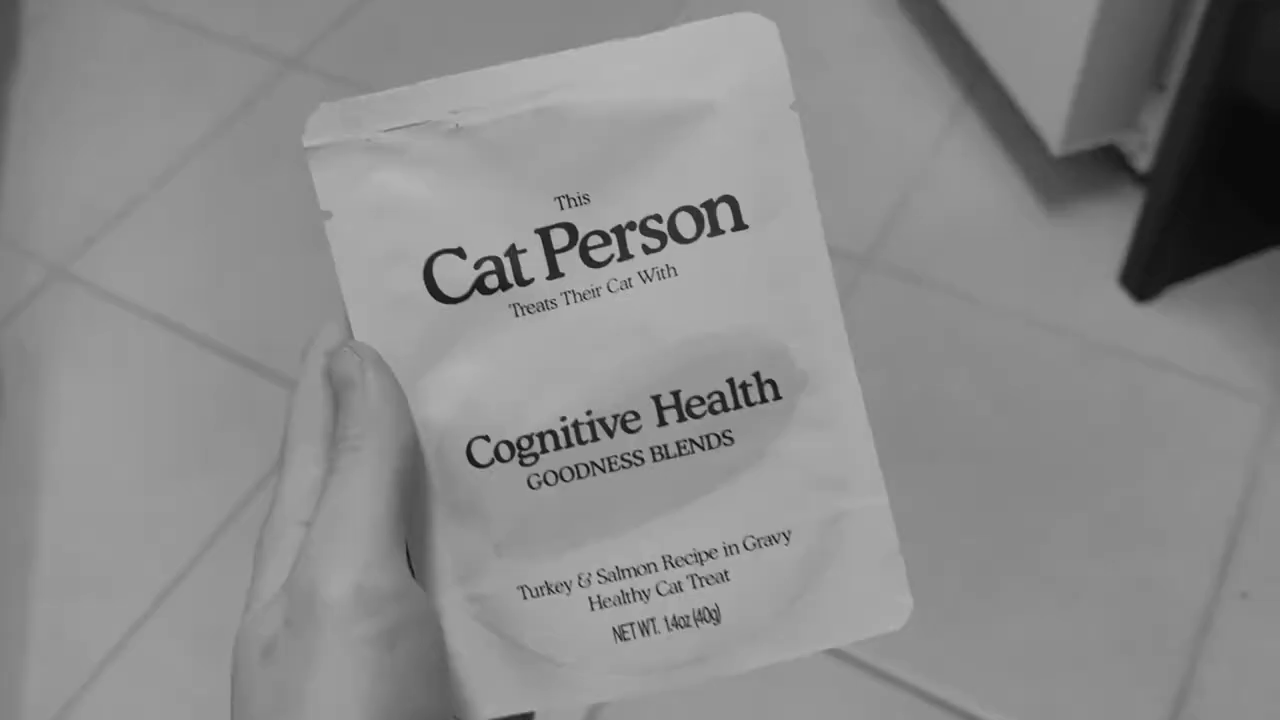 This
Cat Person
Treats Their Cat With
Cognitive Health
GOODNESS BLENDS
Turkey & Salmon Recipe in Gravy
Healthy Cat Treat
NET WT. 1.4oz (40g)